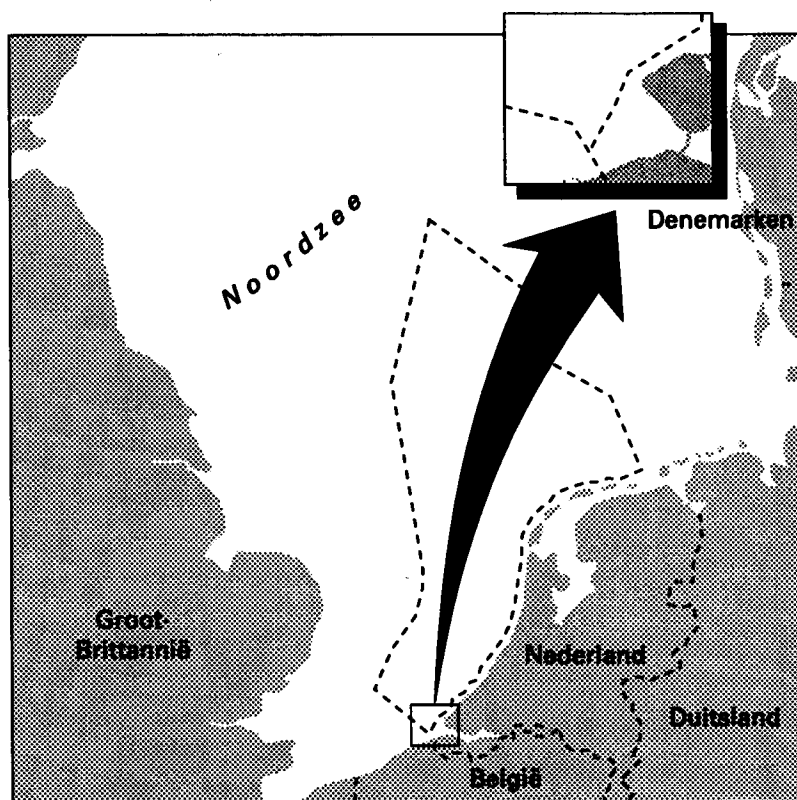 Denemarken
Noordzee
Groot-
Brittannië
Nederland
Duitsland
België